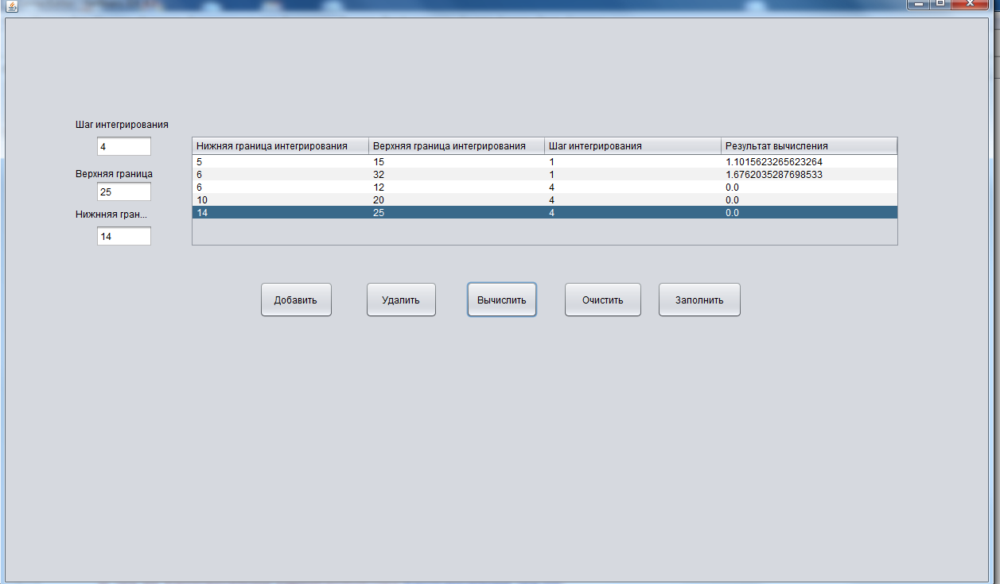 Шаг интегрирования
4
Верхняя граница
25
Нижнняя гран...
14
Нижняя граница интегрирования Верхняя граница интегрирования Шаг интегрирования Результат вычисления
5 15 1 1.1015623265623264
6 32 1 1.6762035287698533
6 12 4 0.0
10 20 4 0.0
14 25 4 0.0
Добавить Удалить Вычислить Очистить Заполнить